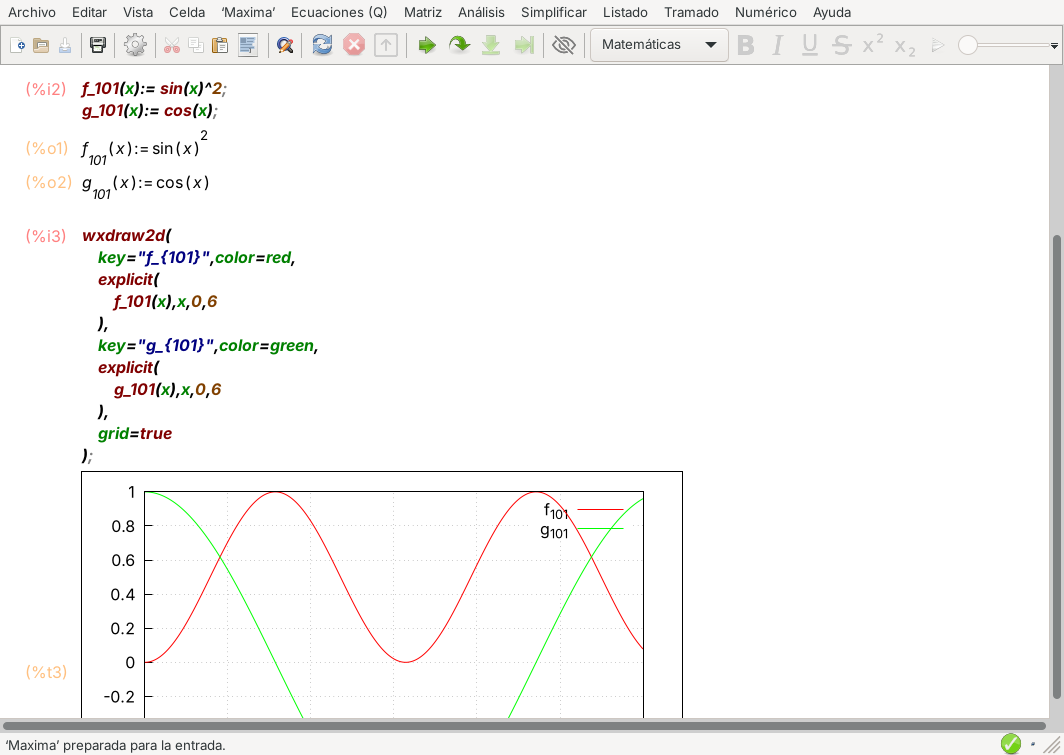 Archivo Editar Vista Celda ‘Maxima’ Ecuaciones (Q) Matriz Análisis Simplificar Listado Tramado Numérico Ayuda
Matemáticas B I U S x² x₂
(%i2) f_101(x):= sin(x)^2;
g_101(x):= cos(x);
(%o1) f₁₀₁(x):=sin(x)²
(%o2) g₁₀₁(x):=cos(x)
(%i3) wxdraw2d(
key="f_{101}",color=red,
explicit(
f_101(x),x,0,6
),
key="g_{101}",color=green,
explicit(
g_101(x),x,0,6
),
grid=true
);
1
f₁₀₁
0.8
g₁₀₁
0.6
0.4
0.2
(%t3) 0
-0.2
‘Maxima’ preparada para la entrada.